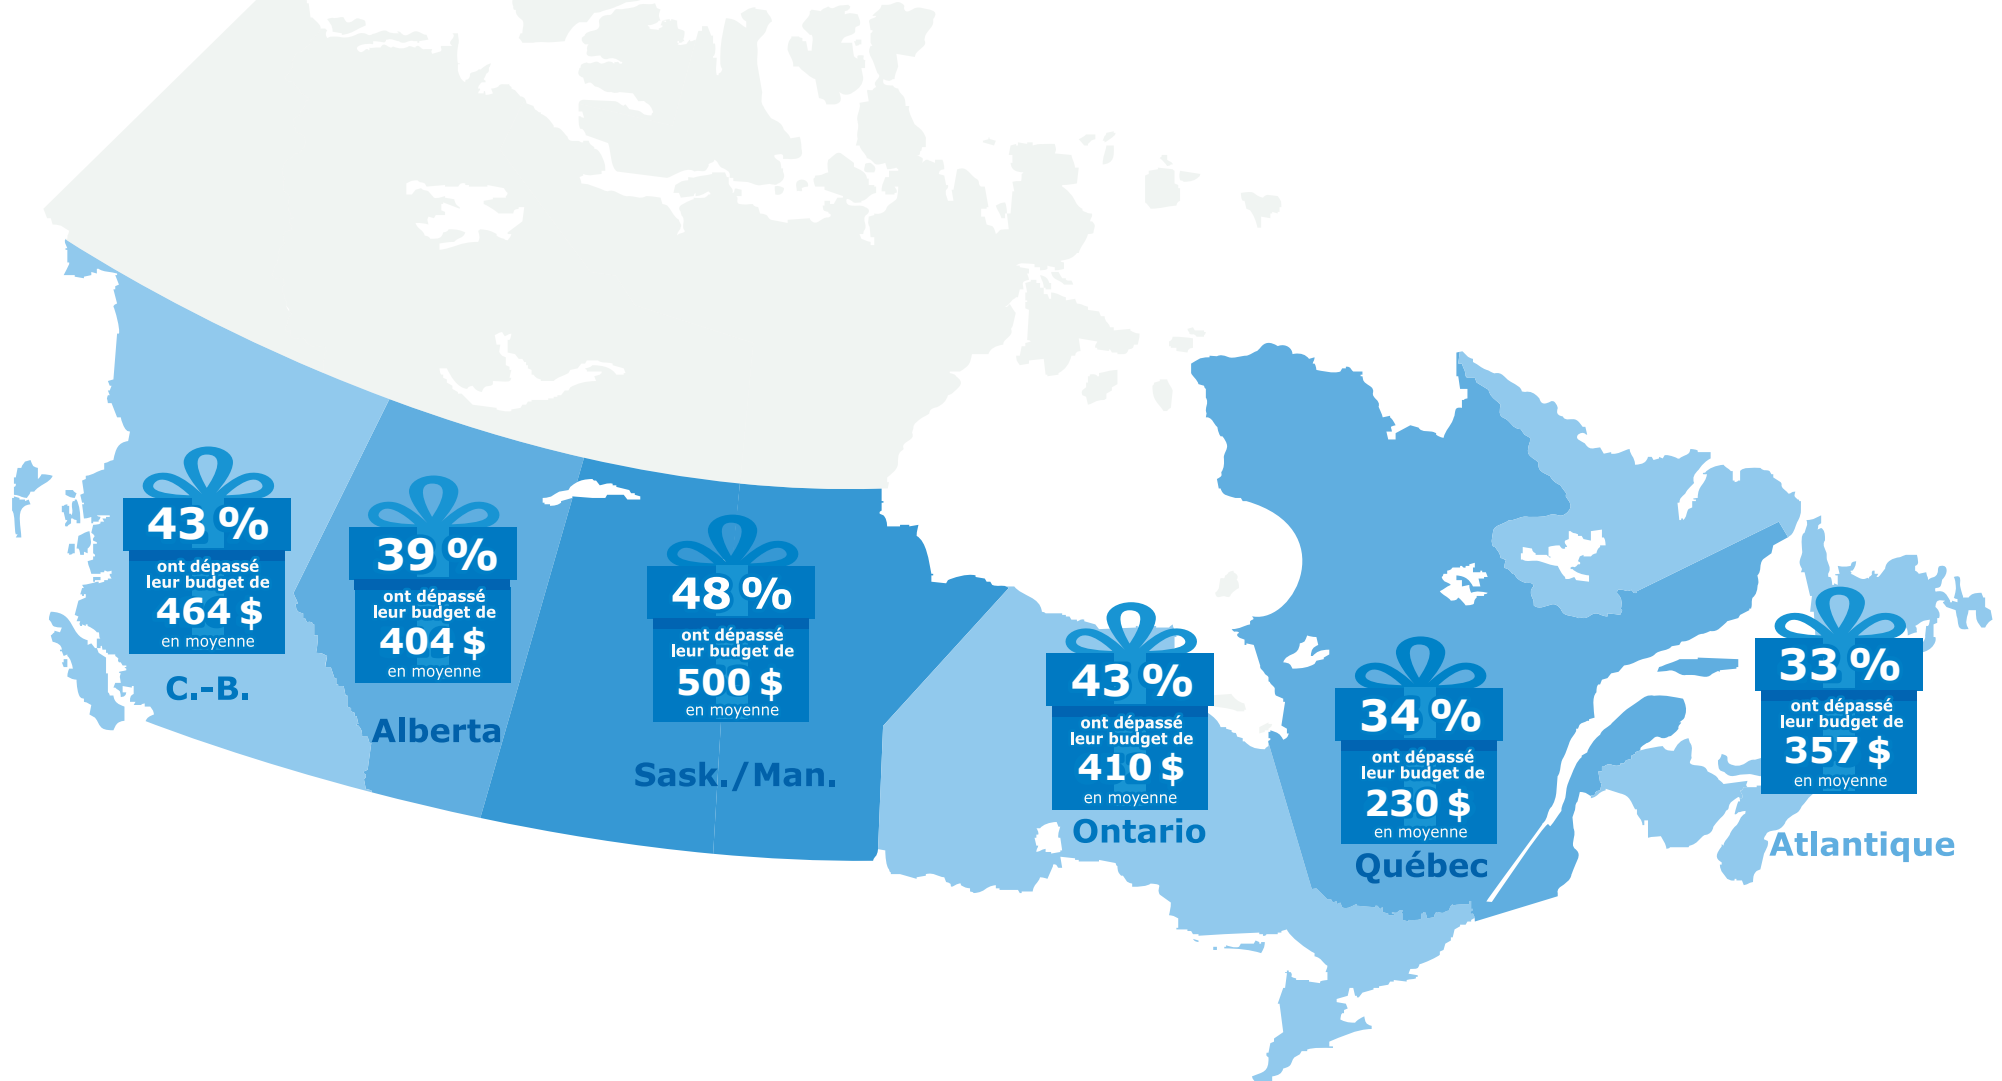 43 %
ont dépassé
leur budget de
464 $
en moyenne
C.-B.
39 %
ont dépassé
leur budget de
404 $
en moyenne
Alberta
48 %
ont dépassé
leur budget de
500 $
en moyenne
Sask./Man.
43 %
ont dépassé
leur budget de
410 $
en moyenne
Ontario
34 %
ont dépassé
leur budget de
230 $
en moyenne
Québec
33 %
ont dépassé
leur budget de
357 $
en moyenne
Atlantique